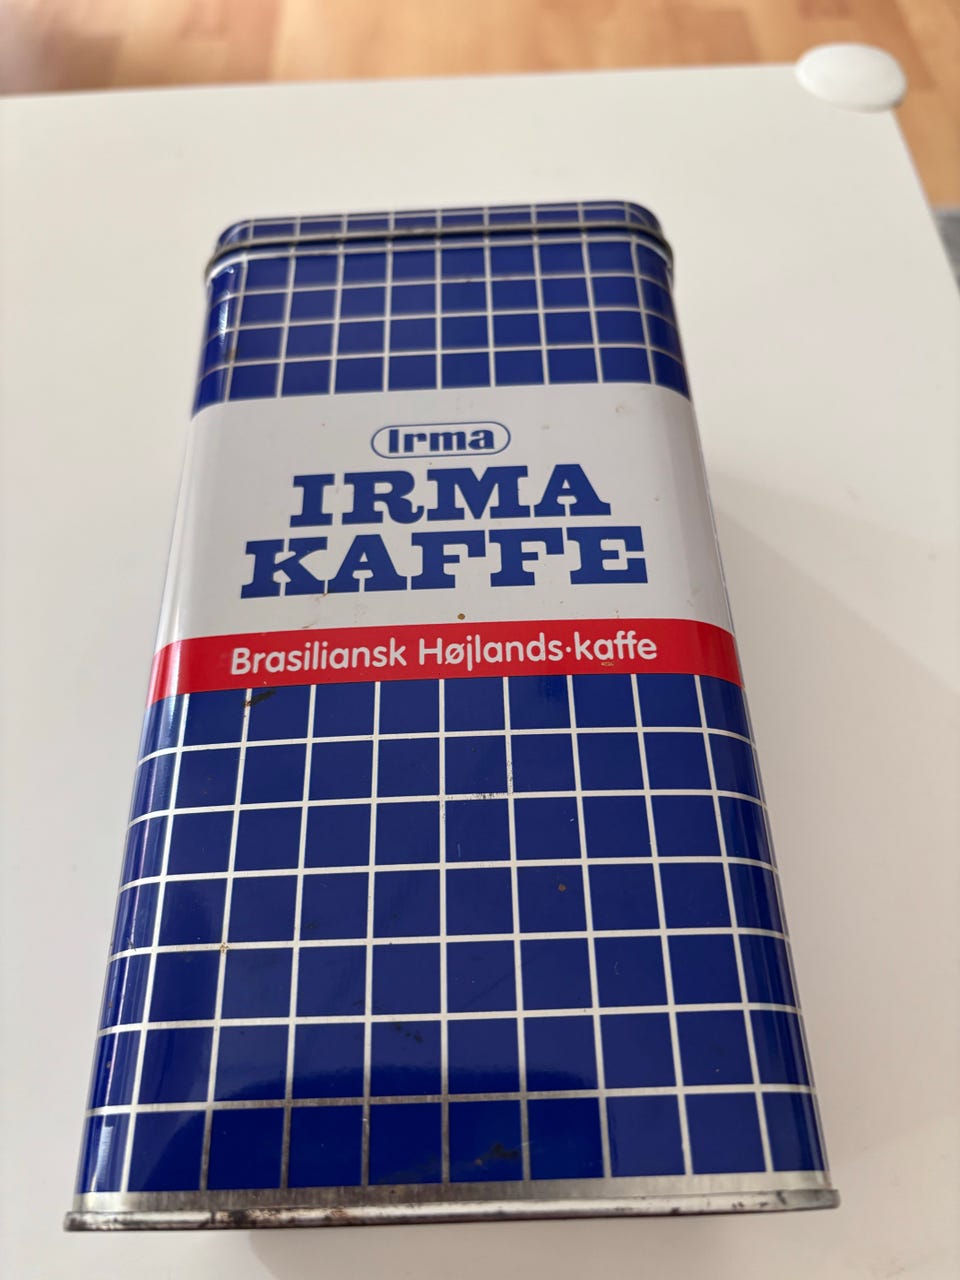 Irma
IRMA
KAFFE
Brasiliansk Højlands·kaffe